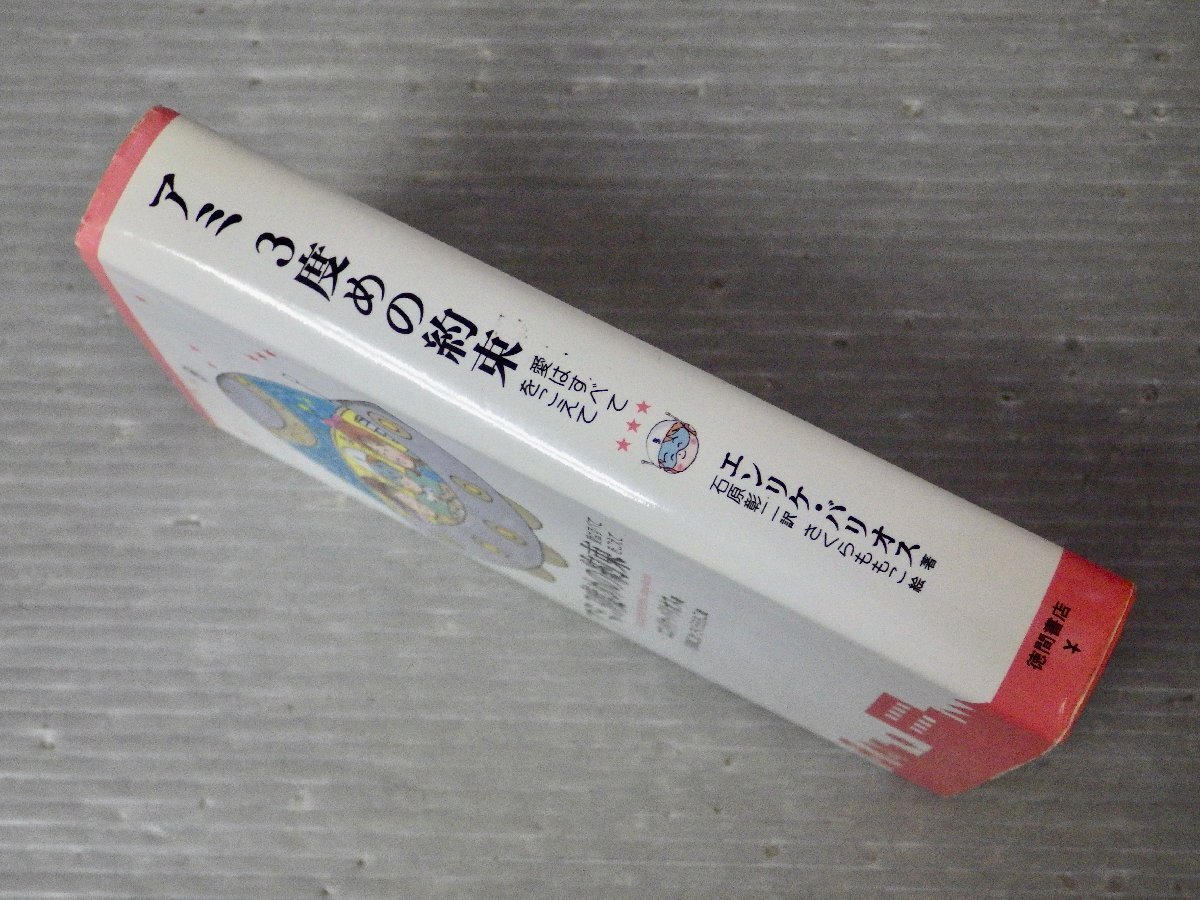 アミ 3度めの約束
愛はすべて
をこえて
エンリケ・バリオス 著
石原彰二 訳 さくらももこ 絵
徳間書店